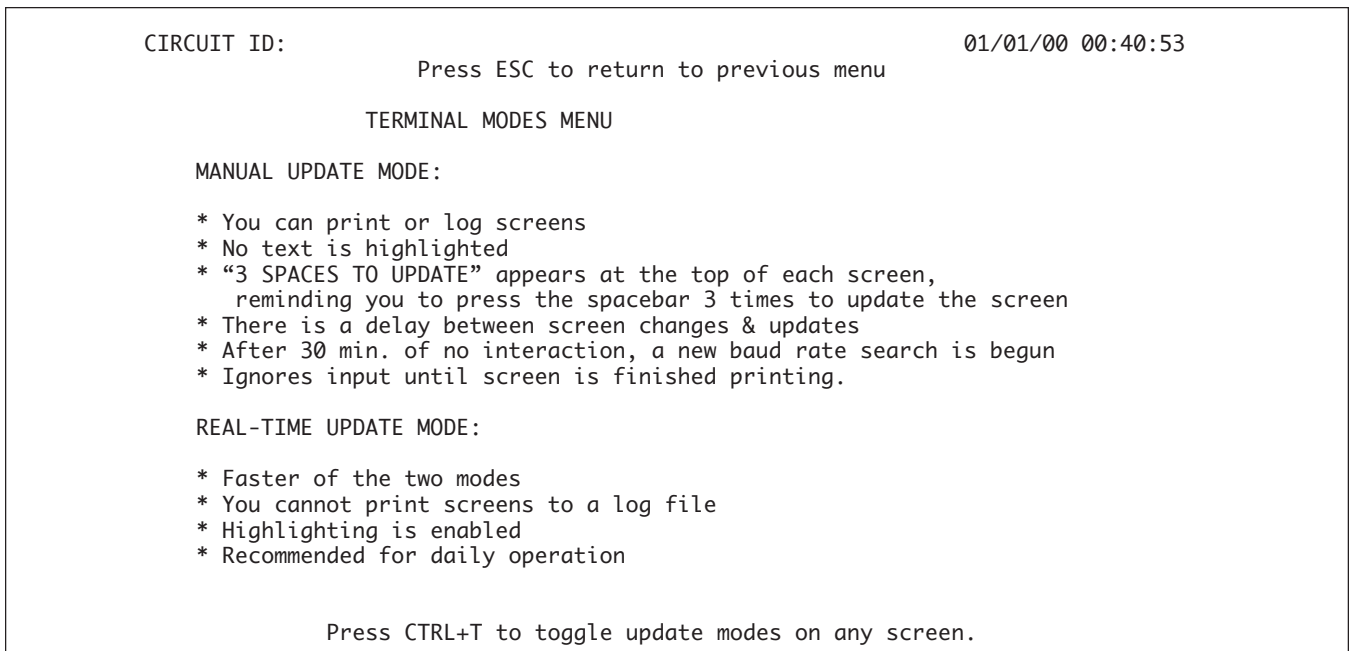 CIRCUIT ID: 01/01/00 00:40:53
Press ESC to return to previous menu
TERMINAL MODES MENU
MANUAL UPDATE MODE:
* You can print or log screens
* No text is highlighted
* “3 SPACES TO UPDATE” appears at the top of each screen,
reminding you to press the spacebar 3 times to update the screen
* There is a delay between screen changes & updates
* After 30 min. of no interaction, a new baud rate search is begun
* Ignores input until screen is finished printing.
REAL-TIME UPDATE MODE:
* Faster of the two modes
* You cannot print screens to a log file
* Highlighting is enabled
* Recommended for daily operation
Press CTRL+T to toggle update modes on any screen.